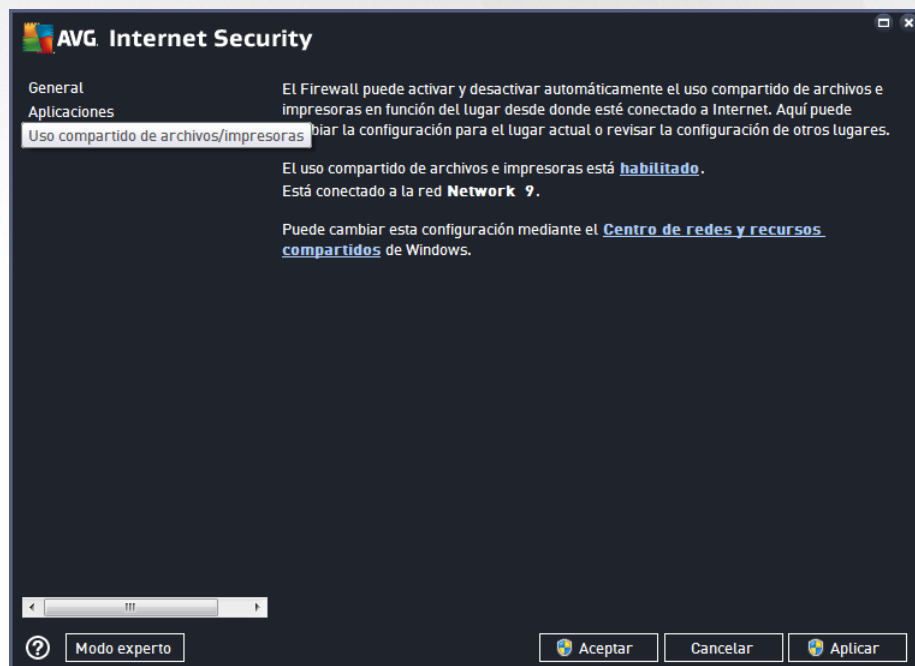 AVG. Internet Security
General
Aplicaciones
Uso compartido de archivos/impresoras
El Firewall puede activar y desactivar automáticamente el uso compartido de archivos e
impresoras en función del lugar desde donde esté conectado a Internet. Aquí puede
biar la configuración para el lugar actual o revisar la configuración de otros lugares.
El uso compartido de archivos e impresoras está habilitado.
Está conectado a la red Network 9.
Puede cambiar esta configuración mediante el Centro de redes y recursos
compartidos de Windows.
Modo experto
Aceptar
Cancelar
Aplicar